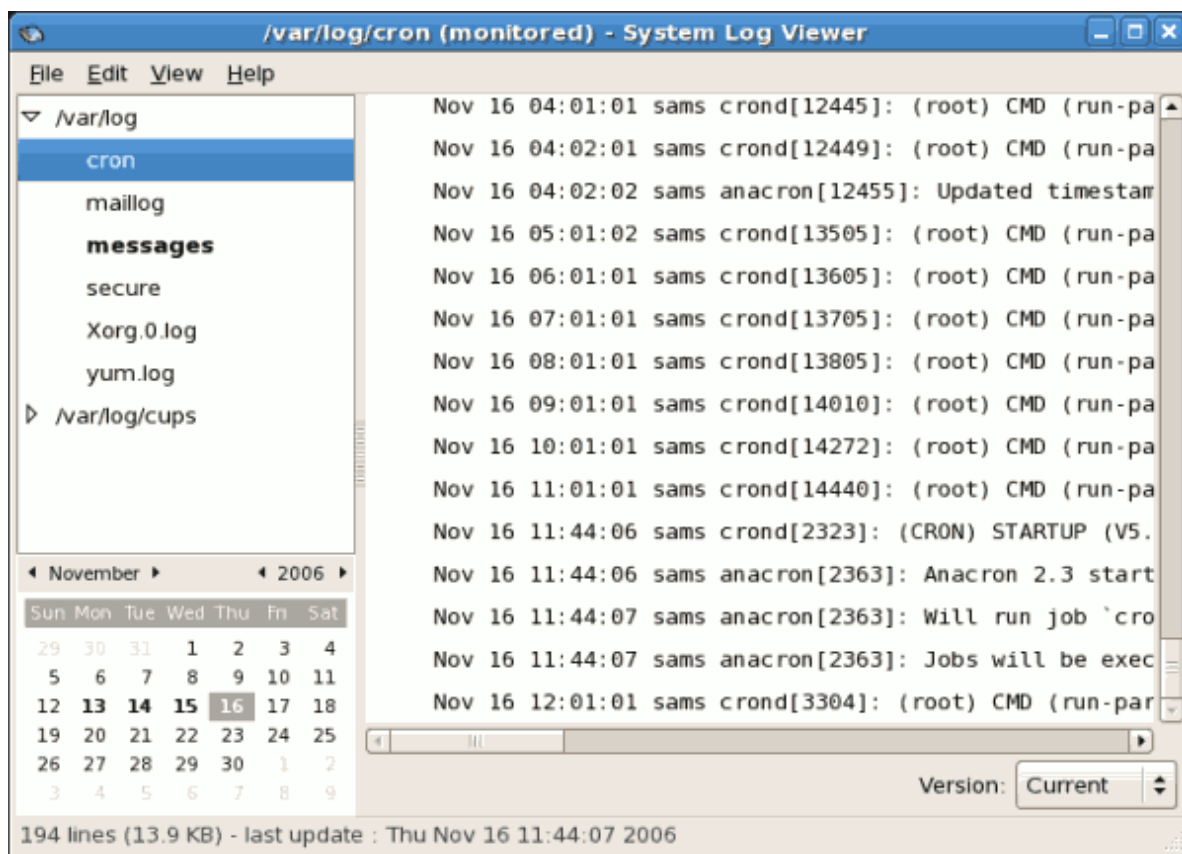 /var/log/cron (monitored) - System Log Viewer
File Edit View Help
/var/log
cron
maillog
messages
secure
Xorg.0.log
yum.log
/var/log/cups
Nov 16 04:01:01 sams crond[12445]: (root) CMD (run-pa
Nov 16 04:02:01 sams crond[12449]: (root) CMD (run-pa
Nov 16 04:02:02 sams anacron[12455]: Updated timestam
Nov 16 05:01:02 sams crond[13505]: (root) CMD (run-pa
Nov 16 06:01:01 sams crond[13605]: (root) CMD (run-pa
Nov 16 07:01:01 sams crond[13705]: (root) CMD (run-pa
Nov 16 08:01:01 sams crond[13805]: (root) CMD (run-pa
Nov 16 09:01:01 sams crond[14010]: (root) CMD (run-pa
Nov 16 10:01:01 sams crond[14272]: (root) CMD (run-pa
Nov 16 11:01:01 sams crond[14440]: (root) CMD (run-pa
Nov 16 11:44:06 sams crond[2323]: (CRON) STARTUP (V5.
Nov 16 11:44:06 sams anacron[2363]: Anacron 2.3 start
Nov 16 11:44:07 sams anacron[2363]: Will run job `cro
Nov 16 11:44:07 sams anacron[2363]: Jobs will be exec
Nov 16 12:01:01 sams crond[3304]: (root) CMD (run-par
November 2006
Sun Mon Tue Wed Thu Fri Sat
29 30 31 1 2 3 4
5 6 7 8 9 10 11
12 13 14 15 16 17 18
19 20 21 22 23 24 25
26 27 28 29 30 1 2
3 4 5 6 7 8 9
Version: Current
194 lines (13.9 KB) - last update : Thu Nov 16 11:44:07 2006